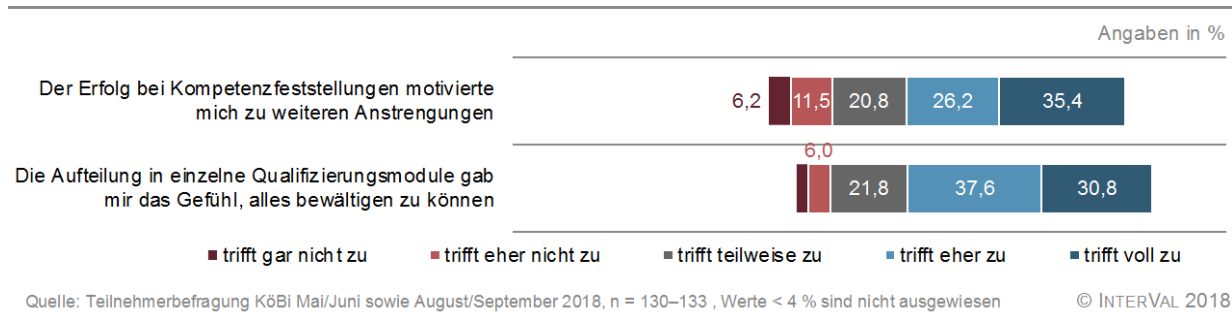 Angaben in %
Der Erfolg bei Kompetenzfeststellungen motivierte
mich zu weiteren Anstrengungen
6,2 11,5 20,8 26,2 35,4
6,0
Die Aufteilung in einzelne Qualifizierungsmodule gab
mir das Gefühl, alles bewältigen zu können
21,8 37,6 30,8
trifft gar nicht zu trifft eher nicht zu trifft teilweise zu trifft eher zu trifft voll zu
Quelle: Teilnehmerbefragung KöBi Mai/Juni sowie August/September 2018, n = 130–133 , Werte < 4 % sind nicht ausgewiesen © INTERVAL 2018